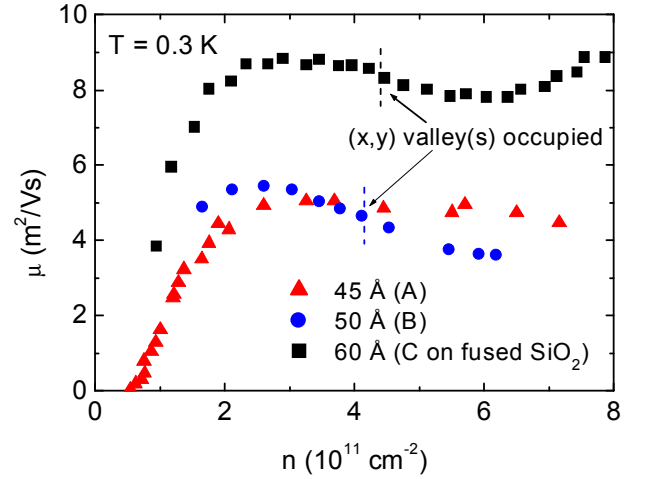 10
8
6
4
2
0
μ (m²/Vs)
T = 0.3 K
(x,y) valley(s) occupied
45 Å (A)
50 Å (B)
60 Å (C on fused SiO₂)
0 2 4 6 8
n (10¹¹ cm⁻²)